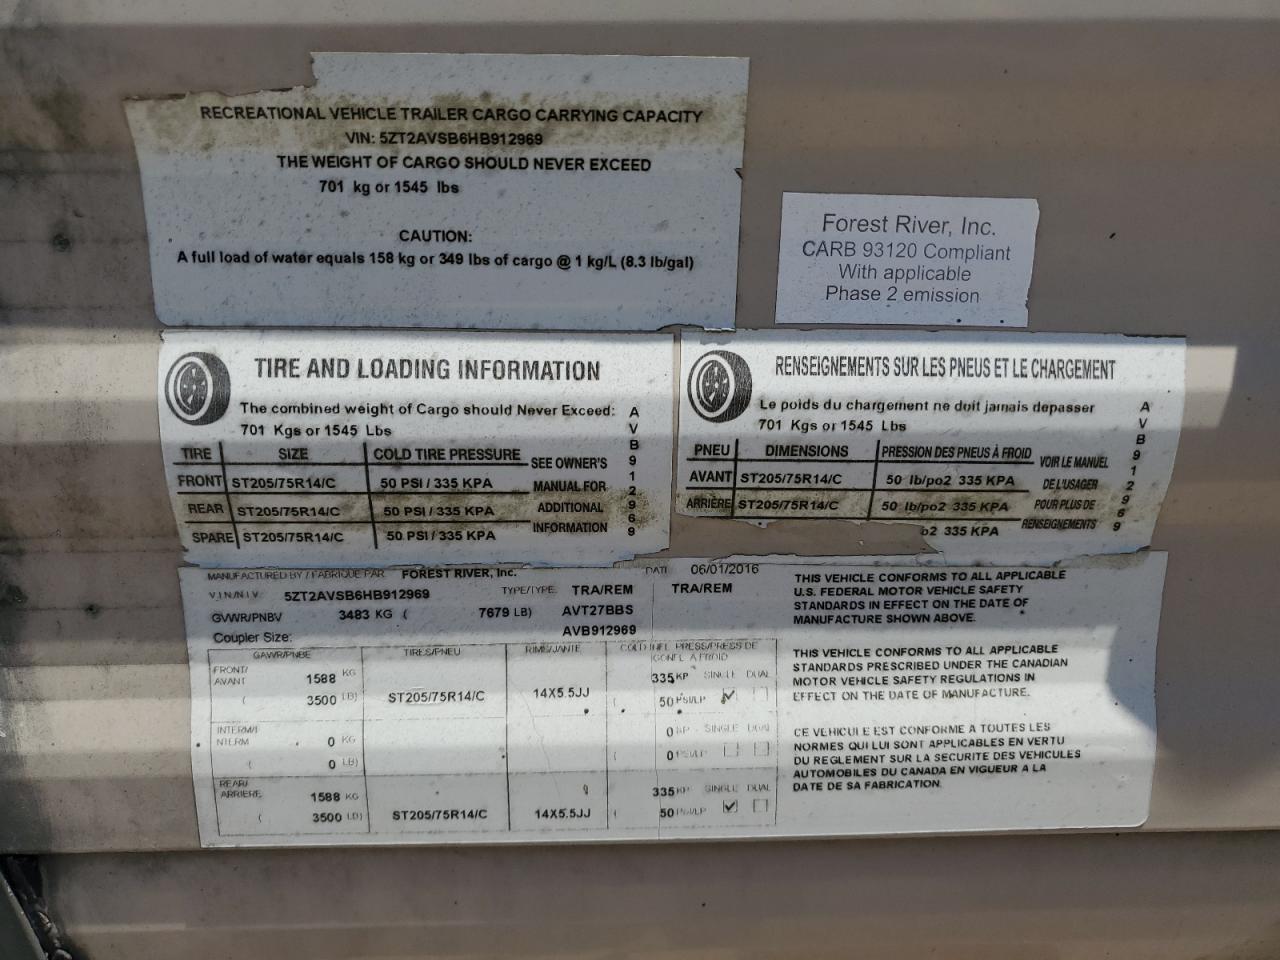 RECREATIONAL VEHICLE TRAILER CARGO CARRYING CAPACITY
VIN: 5ZT2AVSB6HB912969
THE WEIGHT OF CARGO SHOULD NEVER EXCEED
701 kg or 1545 lbs
CAUTION:
A full load of water equals 158 kg or 349 lbs of cargo @ 1 kg/L (8.3 lb/gal)
Forest River, Inc.
CARB 93120 Compliant
With applicable
Phase 2 emission
TIRE AND LOADING INFORMATION
The combined weight of Cargo should Never Exceed:
701 Kgs or 1545 Lbs
TIRE SIZE COLD TIRE PRESSURE
FRONT ST205/75R14/C 50 PSI / 335 KPA
REAR ST205/75R14/C 50 PSI / 335 KPA
SPARE ST205/75R14/C 50 PSI / 335 KPA
SEE OWNER'S
MANUAL FOR
ADDITIONAL
INFORMATION
AVB912969
RENSEIGNEMENTS SUR LES PNEUS ET LE CHARGEMENT
Le poids du chargement ne doit jamais depasser
701 Kgs or 1545 Lbs
PNEU DIMENSIONS PRESSION DES PNEUS À FROID
AVANT ST205/75R14/C 50 lb/po2 335 KPA
ARRIÈRE ST205/75R14/C 50 lb/po2 335 KPA
po2 335 KPA
VOIR LE MANUEL
DE L'USAGER
POUR PLUS DE
RENSEIGNEMENTS
AVB912969
MANUFACTURED BY / FABRIQUE PAR FOREST RIVER, Inc. DATE 06/01/2016
V.I.N/N.I.V. 5ZT2AVSB6HB912969 TYPE/TYPE. TRA/REM TRA/REM
GVWR/PNBV 3483 KG ( 7679 LB) AVT27BBS
Coupler Size: AVB912969
GAWR/PNBE TIRES/PNEU RIMS/JANTE COLD INFL PRESS/PRESS DE
GONFL A FROID
FRONT/ 1588 KG 335 KP SINGLE DUAL
AVANT
( 3500 LB) ST205/75R14/C 14X5.5JJ ( 50 PSI/LP
INTERM/I 0 KG 0 KP SINGLE DUAL
NTERM
( 0 LB) ( 0 PSI/LP
REAR/ 1588 KG 335 KP SINGLE DUAL
ARRIERE
( 3500 LB) ST205/75R14/C 14X5.5JJ ( 50 PSI/LP
THIS VEHICLE CONFORMS TO ALL APPLICABLE
U.S. FEDERAL MOTOR VEHICLE SAFETY
STANDARDS IN EFFECT ON THE DATE OF
MANUFACTURE SHOWN ABOVE.
THIS VEHICLE CONFORMS TO ALL APPLICABLE
STANDARDS PRESCRIBED UNDER THE CANADIAN
MOTOR VEHICLE SAFETY REGULATIONS IN
EFFECT ON THE DATE OF MANUFACTURE.
CE VEHICULE EST CONFORME A TOUTES LES
NORMES QUI LUI SONT APPLICABLES EN VERTU
DU REGLEMENT SUR LA SECURITE DES VEHICULES
AUTOMOBILES DU CANADA EN VIGUEUR A LA
DATE DE SA FABRICATION.